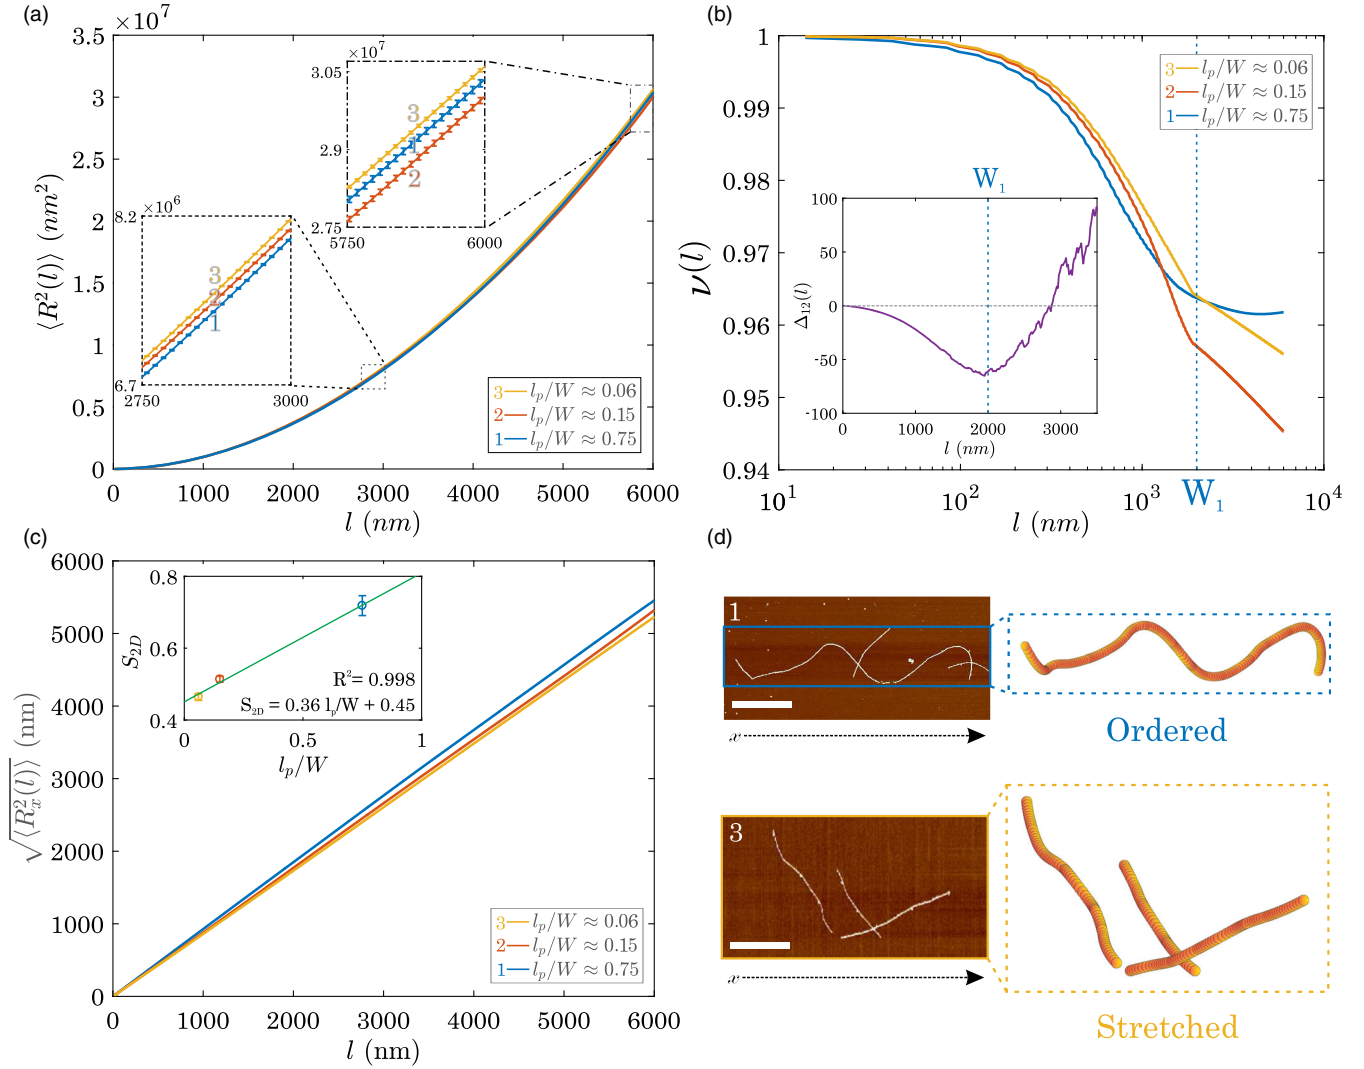 (a)
×10⁷
3.5
3
2.5
2
1.5
1
0.5
0
⟨R²(l)⟩ (nm²)
0 1000 2000 3000 4000 5000 6000
l (nm)
×10⁷
3.05
2.9
2.75
5750 6000
3
1
2
8.2 ×10⁶
6.7
2750 3000
3
2
1
3 l_p/W ≈ 0.06
2 l_p/W ≈ 0.15
1 l_p/W ≈ 0.75
(b)
1
0.99
0.98
0.97
0.96
0.95
0.94
ν(l)
10¹ 10² 10³ W₁ 10⁴
l (nm)
3 l_p/W ≈ 0.06
2 l_p/W ≈ 0.15
1 l_p/W ≈ 0.75
W₁
100
50
0
-50
-100
Δ₁₂(l)
0 1000 2000 3000
l (nm)
(c)
6000
5000
4000
3000
2000
1000
0
√⟨R²ₓ(l)⟩ (nm)
0 1000 2000 3000 4000 5000 6000
l (nm)
0.8
0.6
0.4
S_2D
0 0.5 1
l_p/W
R²= 0.998
S_2D = 0.36 l_p/W + 0.45
3 l_p/W ≈ 0.06
2 l_p/W ≈ 0.15
1 l_p/W ≈ 0.75
(d)
1
x
Ordered
3
x
Stretched